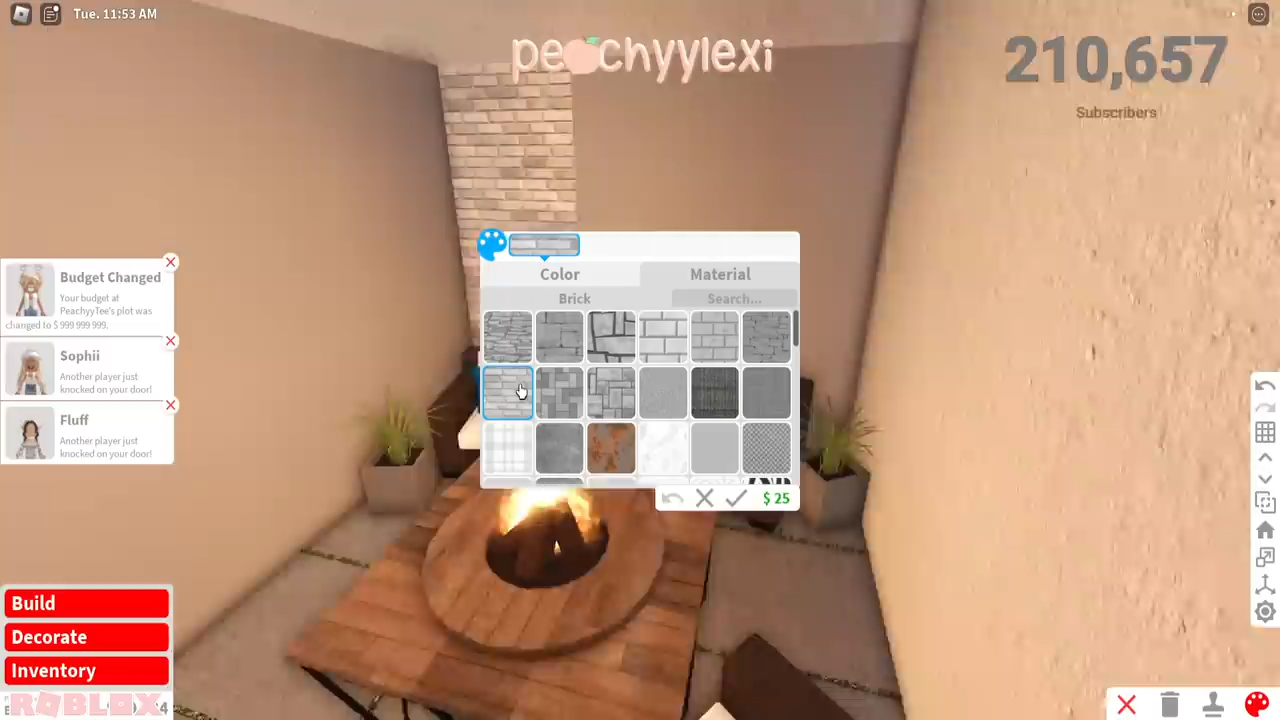 Tue. 11:53 AM
peachyylexi
210,657
Subscribers
Budget Changed
Your budget at
PeachyyTee's plot was
changed to $ 999 999 999.
Sophii
Another player just
knocked on your door!
Fluff
Another player just
knocked on your door!
Color
Material
Brick
Search...
$ 25
Build
Decorate
Inventory
ROBLOX